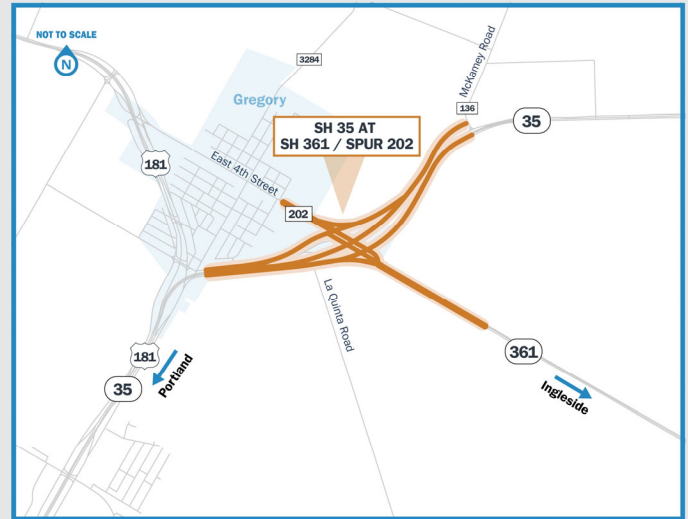 NOT TO SCALE
N
3284
McKamey Road
Gregory
136
SH 35 AT
SH 361 / SPUR 202
35
181
East 4th Street
202
La Quinta Road
181
35
Portland
361
Ingleside